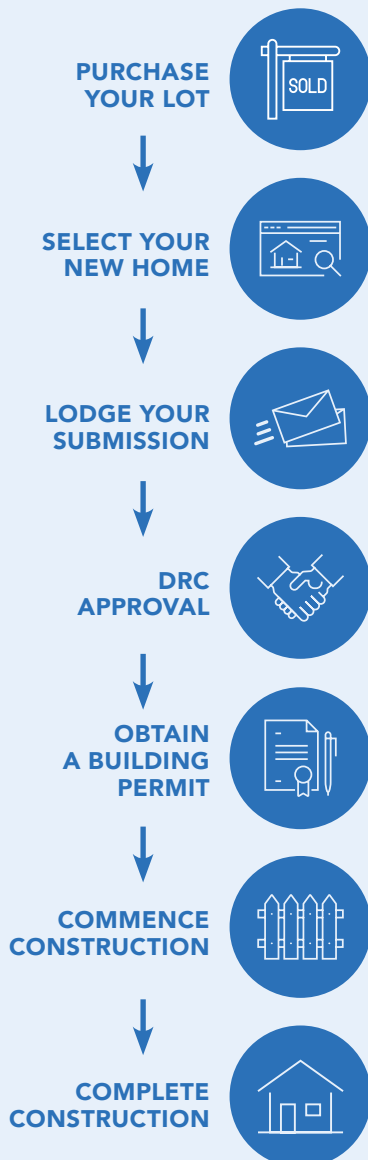 PURCHASE
YOUR LOT
SOLD
SELECT YOUR
NEW HOME
LODGE YOUR
SUBMISSION
DRC
APPROVAL
OBTAIN
A BUILDING
PERMIT
COMMENCE
CONSTRUCTION
COMPLETE
CONSTRUCTION